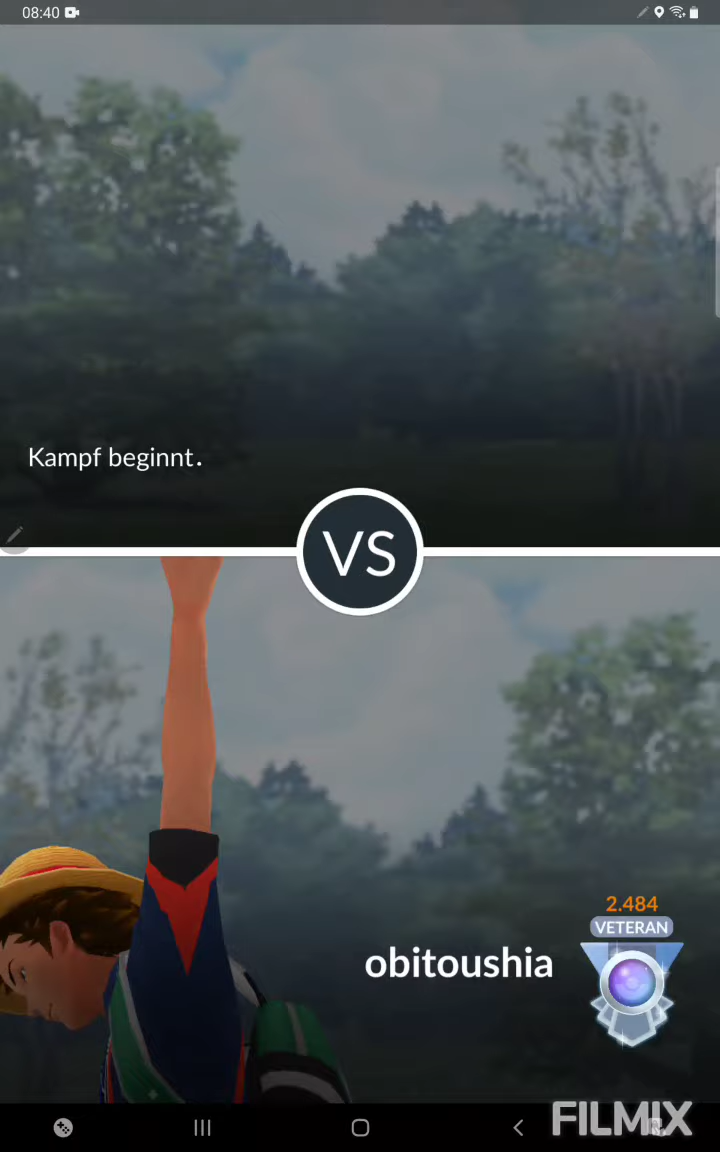 08:40
Kampf beginnt.
VS
2.484
VETERAN
obitoushia
FILMIX